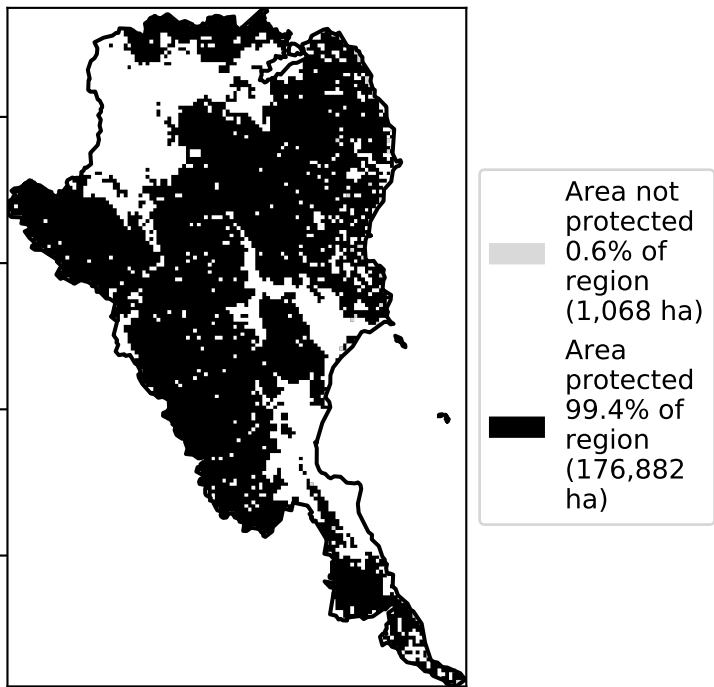 Area not
protected
0.6% of
region
(1,068 ha)
Area
protected
99.4% of
region
(176,882
ha)